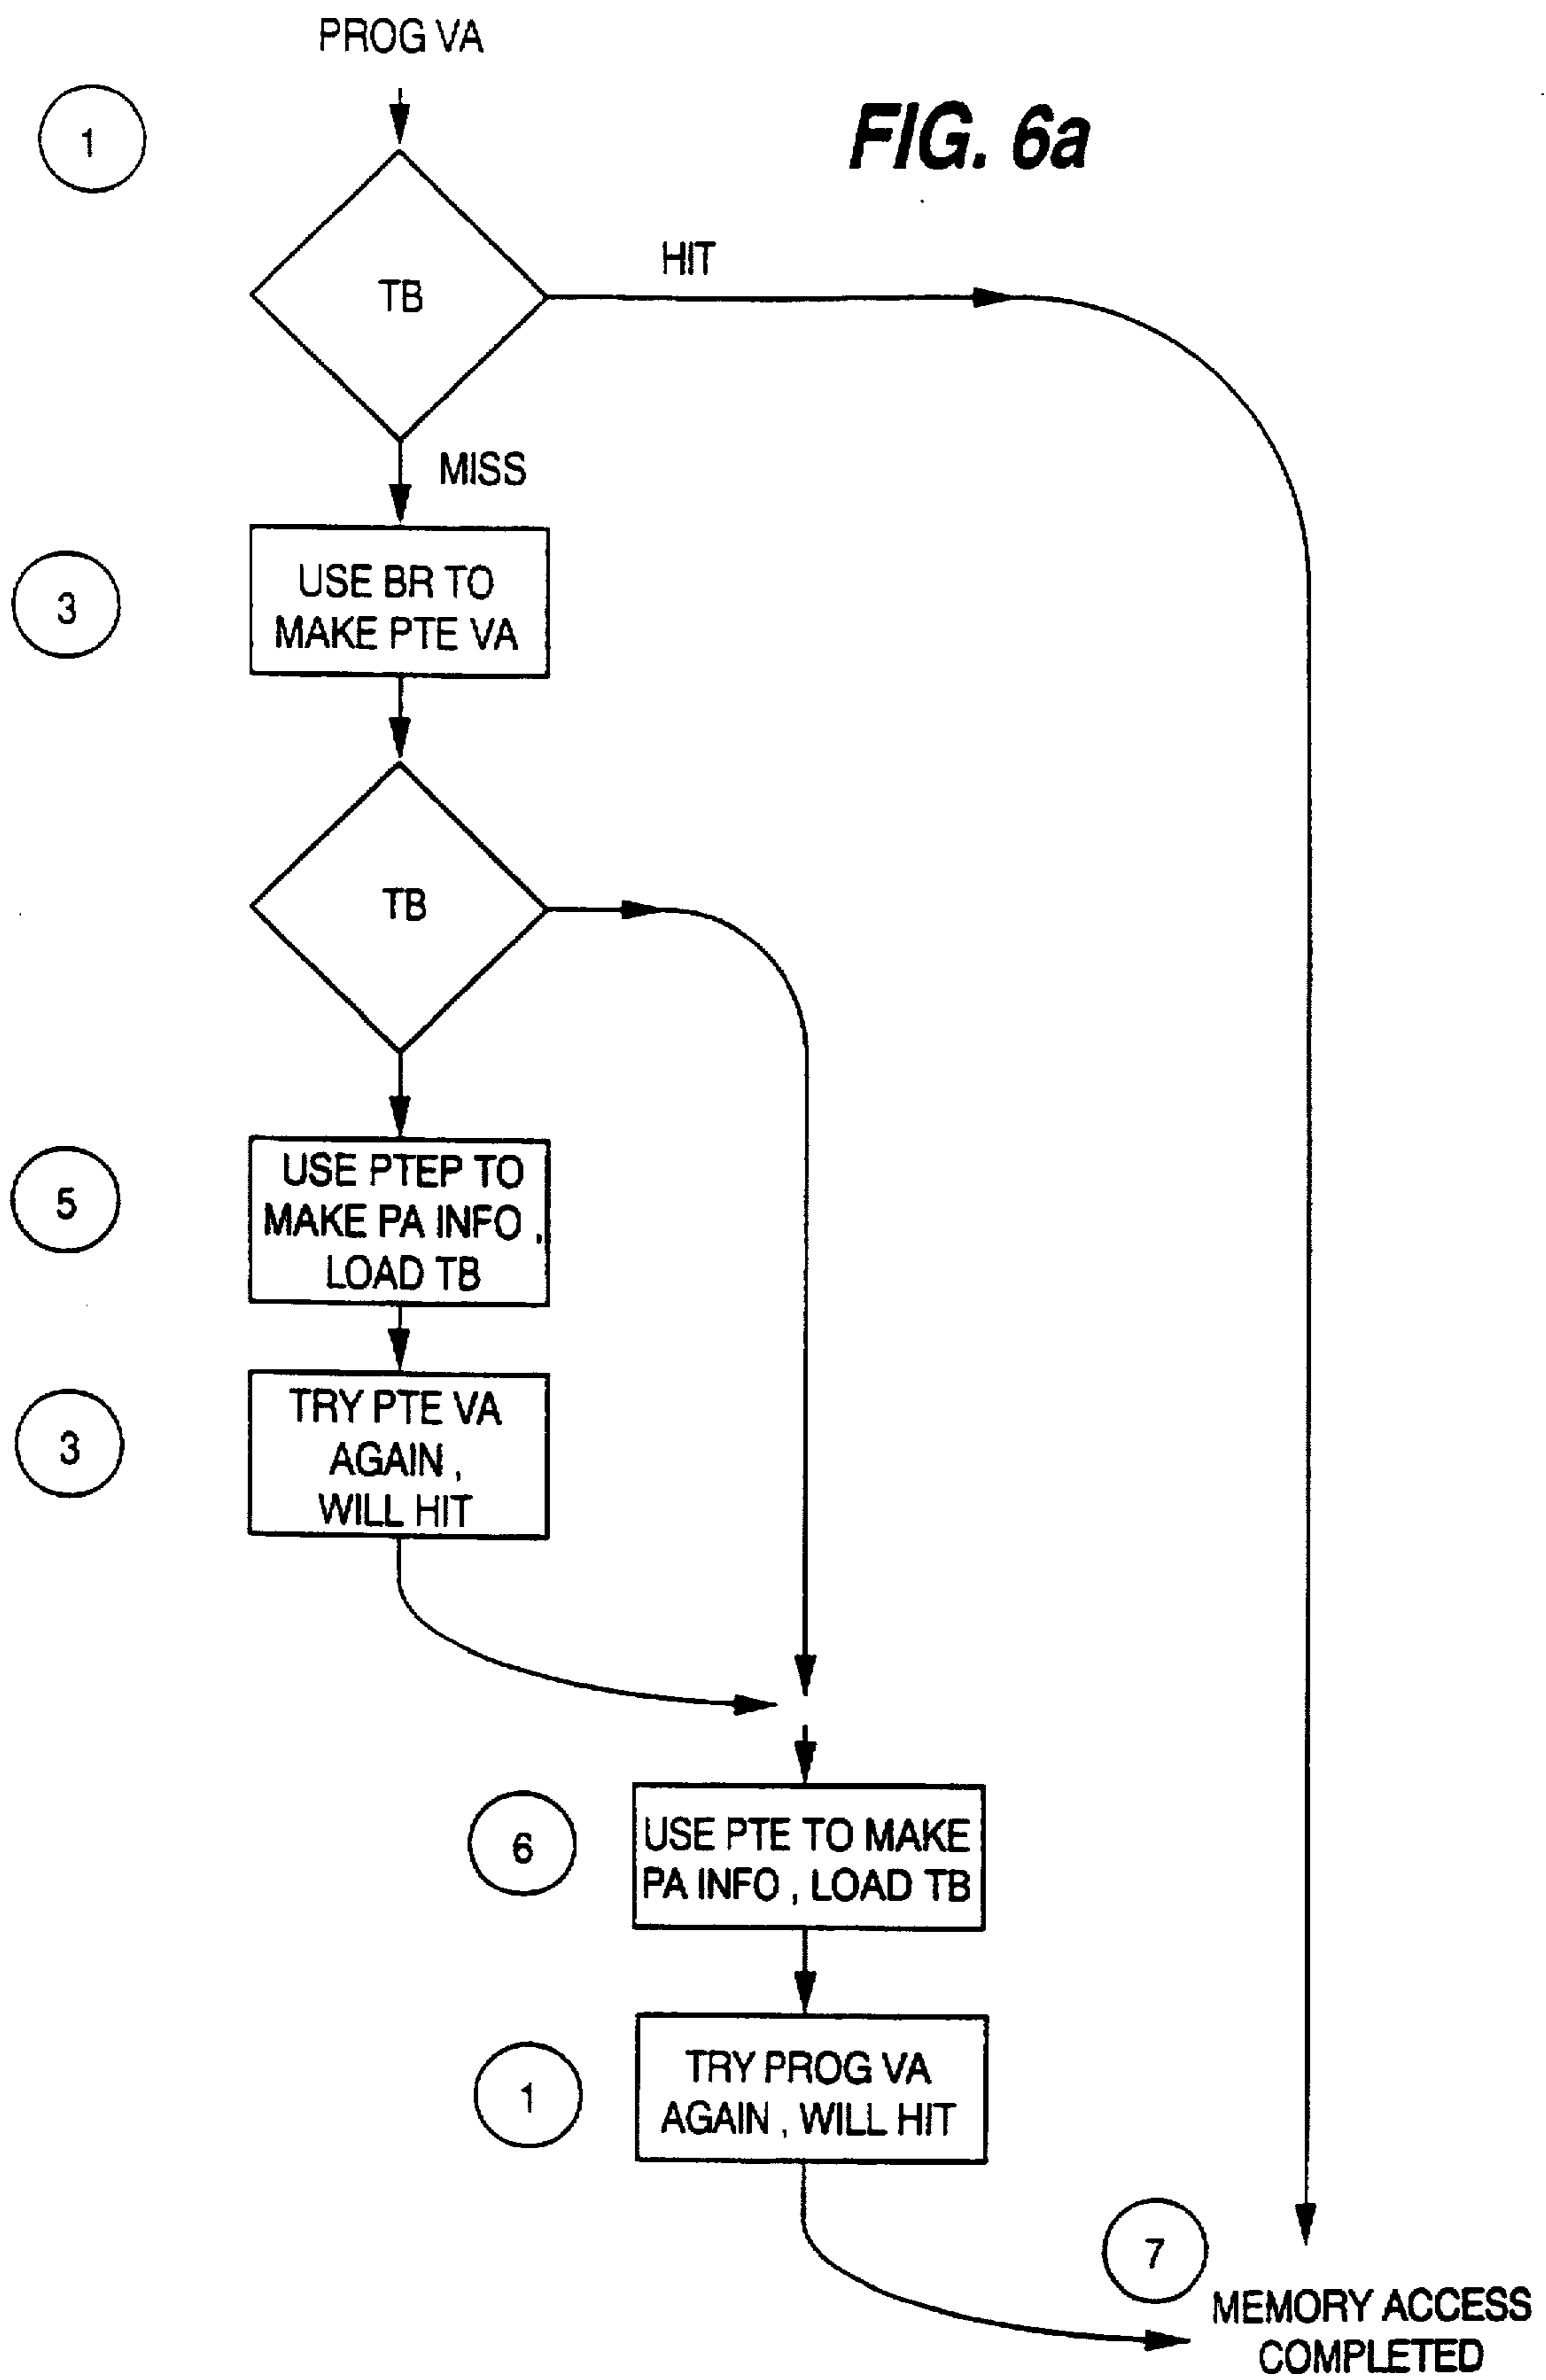 PROG VA
1
FIG. 6a
HIT
TB
MISS
3
USE BR TO
MAKE PTE VA
TB
5
USE PTEP TO
MAKE PA INFO ,
LOAD TB
3
TRY PTE VA
AGAIN ,
WILL HIT
6
USE PTE TO MAKE
PA INFO , LOAD TB
1
TRY PROG VA
AGAIN , WILL HIT
7
MEMORY ACCESS
COMPLETED